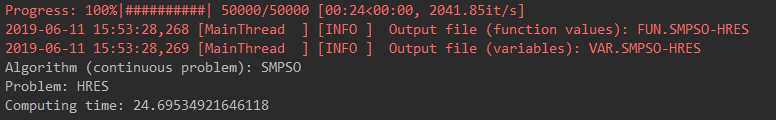 Progress: 100%|##########| 50000/50000 [00:24<00:00, 2041.85it/s]
2019-06-11 15:53:28,268 [MainThread  ] [INFO ]  Output file (function values): FUN.SMPSO-HRES
2019-06-11 15:53:28,269 [MainThread  ] [INFO ]  Output file (variables): VAR.SMPSO-HRES
Algorithm (continuous problem): SMPSO
Problem: HRES
Computing time: 24.69534921646118